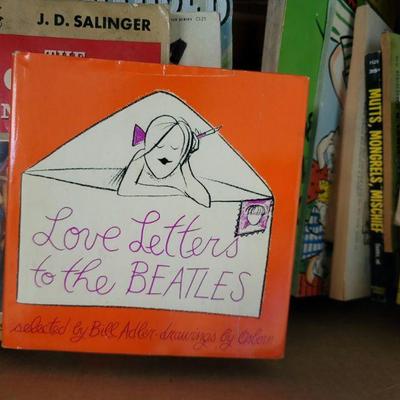 J. D. SALINGER
Love Letters
to the BEATLES
selected by Bill Adler - drawings by Osborn
MUTTS, MONGRELS, MISCHIEF